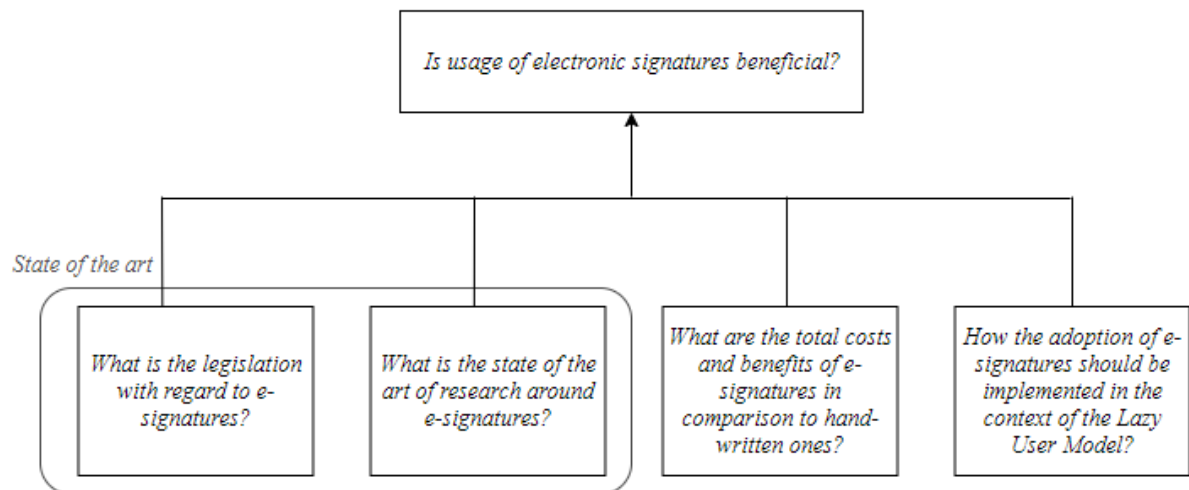 Is usage of electronic signatures beneficial?
State of the art
What is the legislation
with regard to e-
signatures?
What is the state of the
art of research around
e-signatures?
What are the total costs
and benefits of e-
signatures in
comparison to hand-
written ones?
How the adoption of e-
signatures should be
implemented in the
context of the Lazy
User Model?